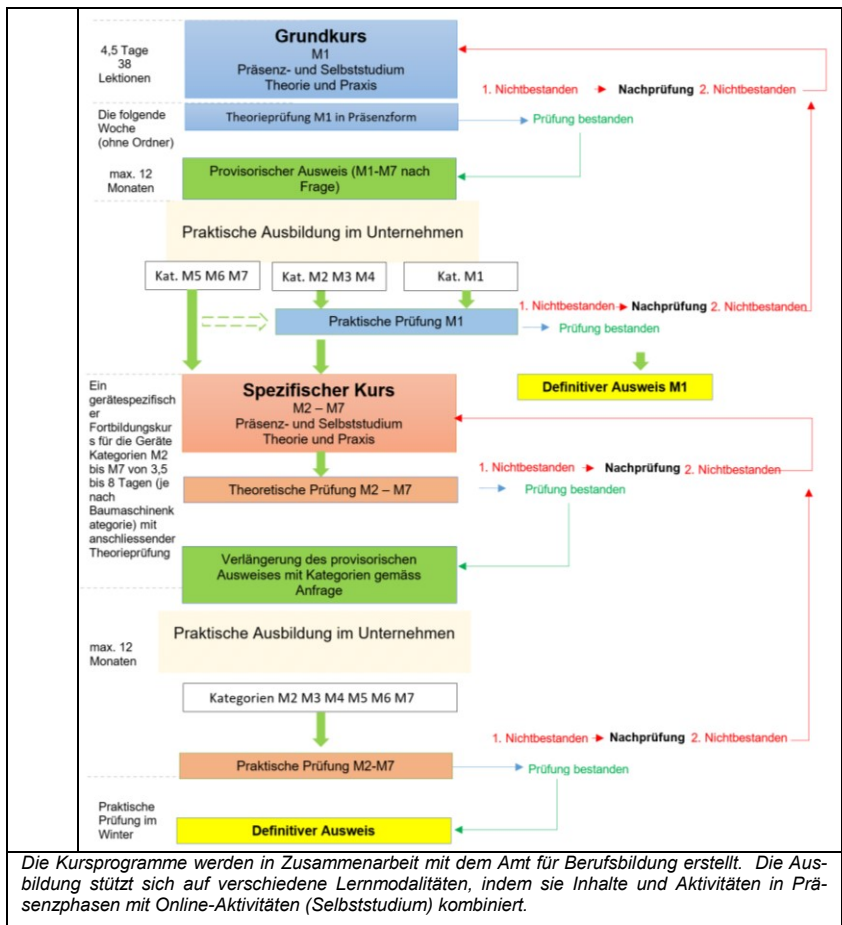 4,5 Tage
38
Lektionen
Grundkurs
M1
Präsenz- und Selbststudium
Theorie und Praxis
1. Nichtbestanden Nachprüfung 2. Nichtbestanden
Die folgende
Woche
(ohne Ordner)
Theorieprüfung M1 in Präsenzform
Prüfung bestanden
max. 12
Monaten
Provisorischer Ausweis (M1-M7 nach
Frage)
Praktische Ausbildung im Unternehmen
Kat. M5 M6 M7
Kat. M2 M3 M4
Kat. M1
Praktische Prüfung M1
1. Nichtbestanden Nachprüfung 2. Nichtbestanden
Prüfung bestanden
Definitiver Ausweis M1
Ein
gerätespezifisch
er
Fortbildungskur
s für die Geräte
Kategorien M2
bis M7 von 3,5
bis 8 Tagen (je
nach
Baumaschinenk
ategorie) mit
anschliessender
Theorieprüfung
Spezifischer Kurs
M2 – M7
Präsenz- und Selbststudium
Theorie und Praxis
1. Nichtbestanden Nachprüfung 2. Nichtbestanden
Theoretische Prüfung M2 – M7
Prüfung bestanden
Verlängerung des provisorischen
Ausweises mit Kategorien gemäss
Anfrage
max. 12
Monaten
Praktische Ausbildung im Unternehmen
Kategorien M2 M3 M4 M5 M6 M7
1. Nichtbestanden Nachprüfung 2. Nichtbestanden
Praktische Prüfung M2-M7
Prüfung bestanden
Praktische
Prüfung im
Winter
Definitiver Ausweis
Die Kursprogramme werden in Zusammenarbeit mit dem Amt für Berufsbildung erstellt. Die Aus-
bildung stützt sich auf verschiedene Lernmodalitäten, indem sie Inhalte und Aktivitäten in Prä-
senzphasen mit Online-Aktivitäten (Selbststudium) kombiniert.